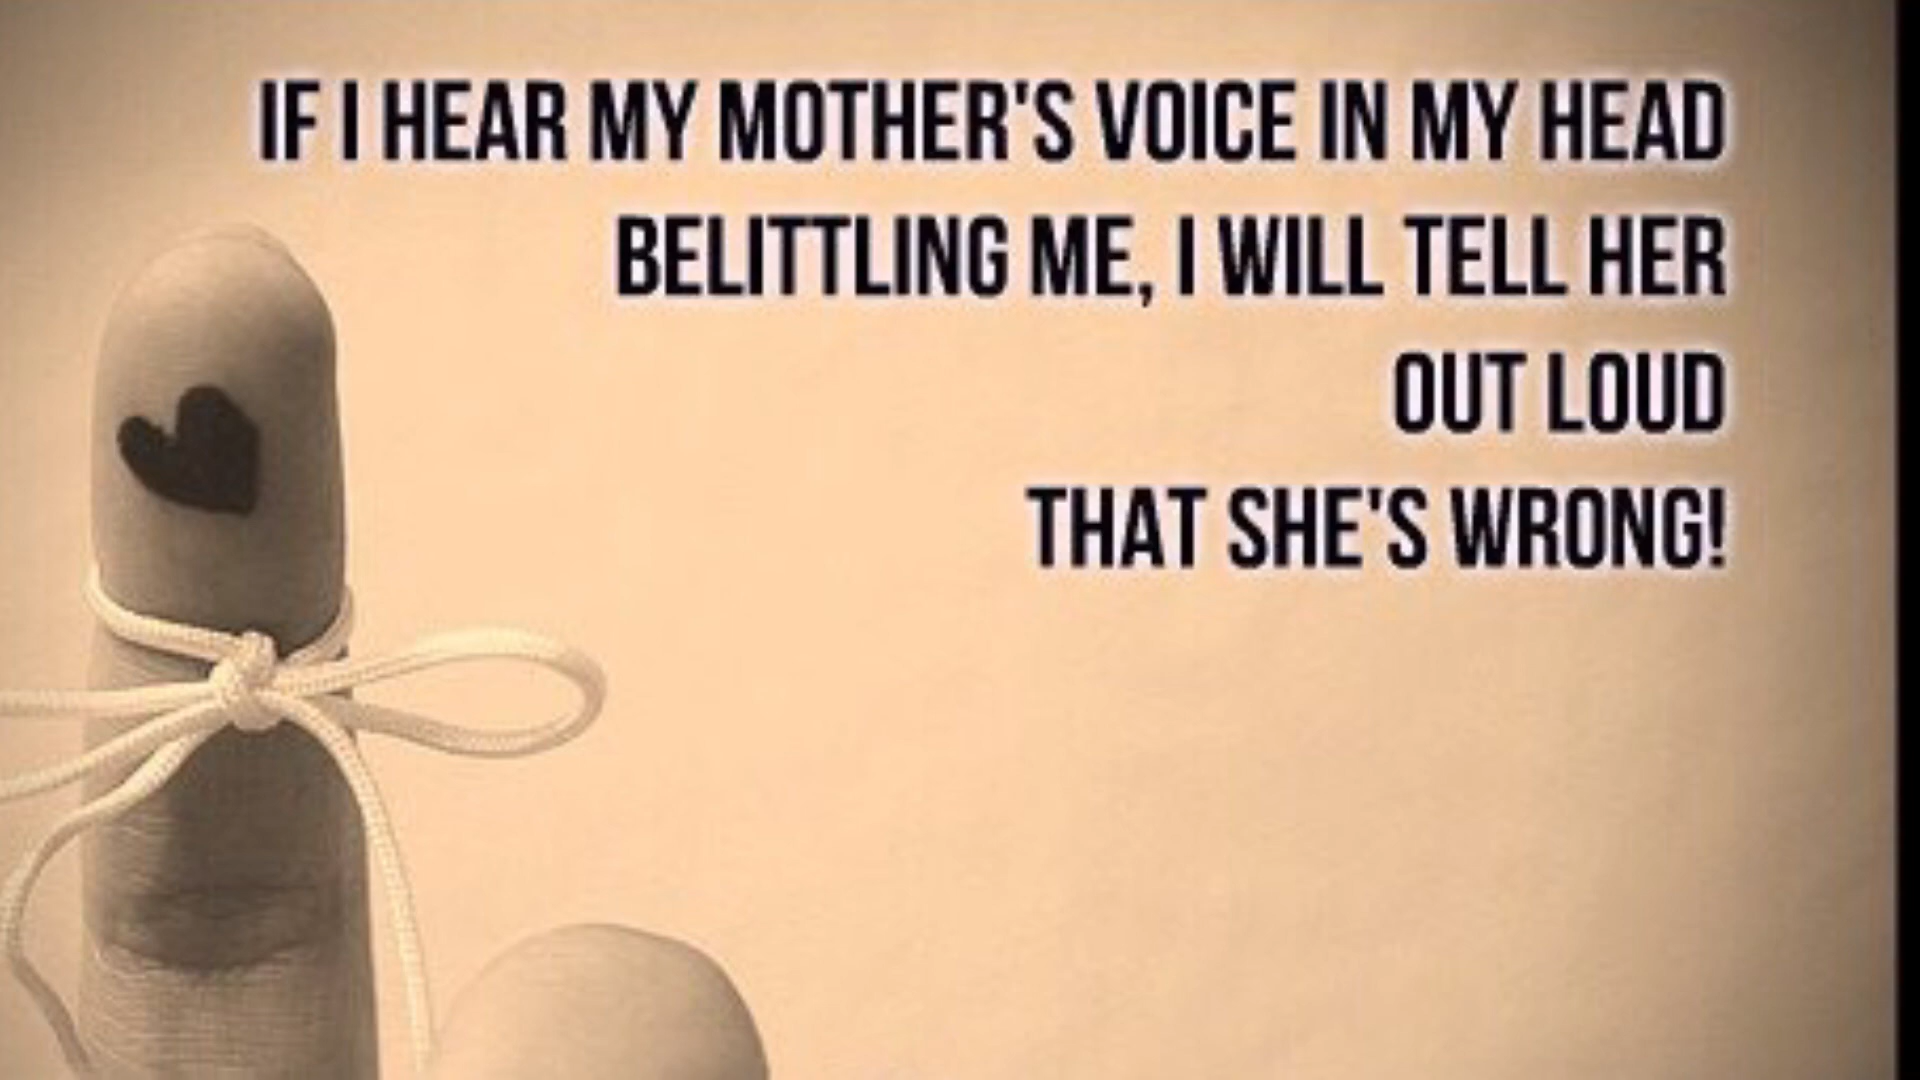 IF I HEAR MY MOTHER'S VOICE IN MY HEAD
BELITTLING ME, I WILL TELL HER
OUT LOUD
THAT SHE'S WRONG!